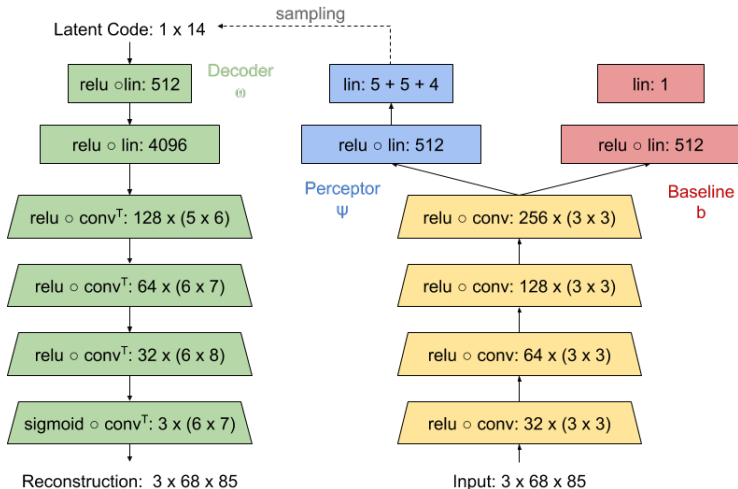 sampling
Latent Code: 1 x 14
relu ○lin: 512
Decoder
ω
relu ○ lin: 4096
relu ○ convᵀ: 128 x (5 x 6)
relu ○ convᵀ: 64 x (6 x 7)
relu ○ convᵀ: 32 x (6 x 8)
sigmoid ○ convᵀ: 3 x (6 x 7)
Reconstruction: 3 x 68 x 85
lin: 5 + 5 + 4
relu ○ lin: 512
Perceptor
ψ
lin: 1
relu ○ lin: 512
Baseline
b
relu ○ conv: 256 x (3 x 3)
relu ○ conv: 128 x (3 x 3)
relu ○ conv: 64 x (3 x 3)
relu ○ conv: 32 x (3 x 3)
Input: 3 x 68 x 85